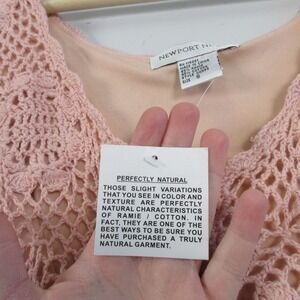 NEWPORT N
PERFECTLY NATURAL
THOSE SLIGHT VARIATIONS
THAT YOU SEE IN COLOR AND
TEXTURE ARE PERFECTLY
NATURAL CHARACTERISTICS
OF RAMIE / COTTON. IN
FACT, THEY ARE ONE OF THE
BEST WAYS TO BE SURE YOU
HAVE PURCHASED A TRULY
NATURAL GARMENT.